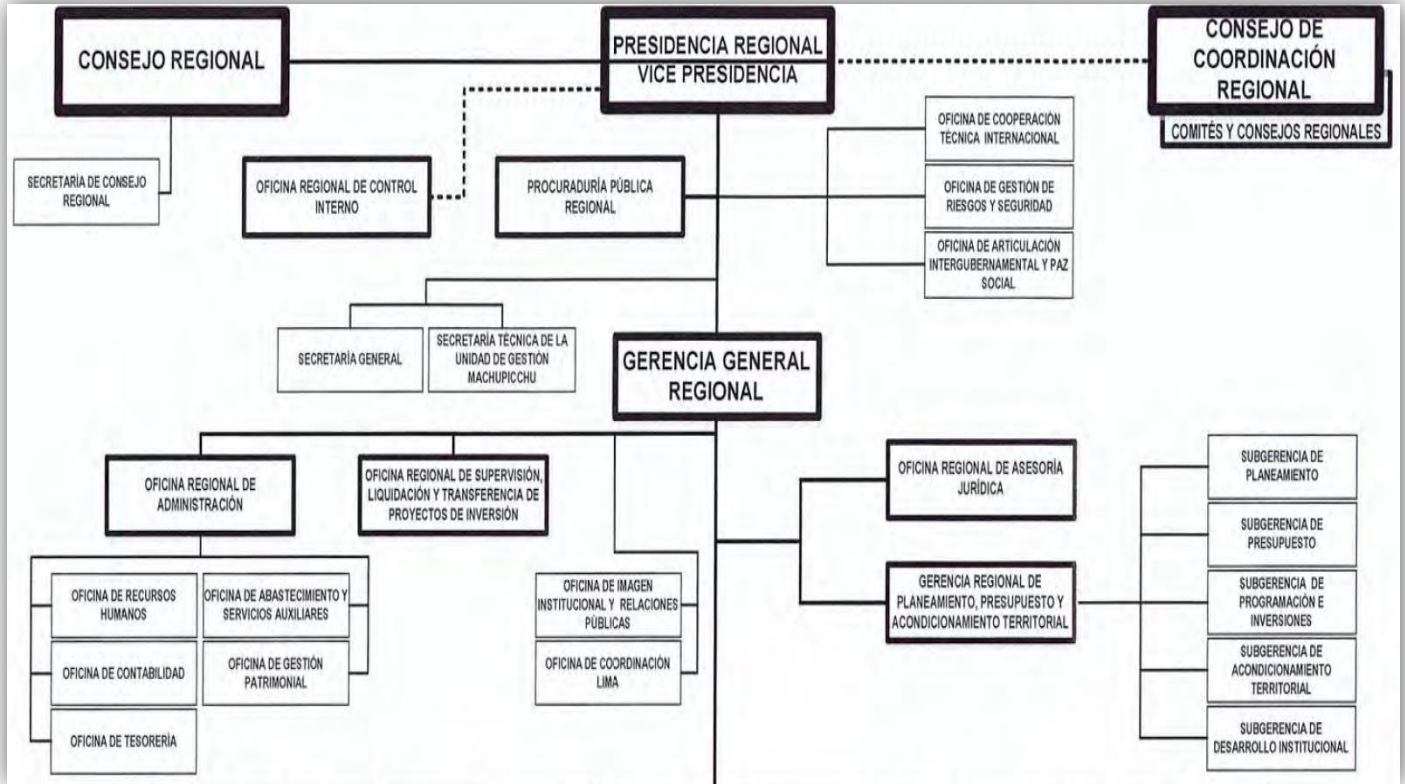 CONSEJO REGIONAL
PRESIDENCIA REGIONAL
VICE PRESIDENCIA
CONSEJO DE
COORDINACIÓN
REGIONAL
COMITÉS Y CONSEJOS REGIONALES
SECRETARÍA DE CONSEJO
REGIONAL
OFICINA REGIONAL DE CONTROL
INTERNO
PROCURADURÍA PÚBLICA
REGIONAL
OFICINA DE COOPERACIÓN
TÉCNICA INTERNACIONAL
OFICINA DE GESTIÓN DE
RIESGOS Y SEGURIDAD
OFICINA DE ARTICULACIÓN
INTERGUBERNAMENTAL Y PAZ
SOCIAL
SECRETARÍA GENERAL
SECRETARÍA TÉCNICA DE LA
UNIDAD DE GESTIÓN
MACHUPICCHU
GERENCIA GENERAL
REGIONAL
OFICINA REGIONAL DE
ADMINISTRACIÓN
OFICINA REGIONAL DE SUPERVISIÓN,
LIQUIDACIÓN Y TRANSFERENCIA DE
PROYECTOS DE INVERSIÓN
OFICINA REGIONAL DE ASESORÍA
JURÍDICA
GERENCIA REGIONAL DE
PLANEAMIENTO, PRESUPUESTO Y
ACONDICIONAMIENTO TERRITORIAL
SUBGERENCIA DE
PLANEAMIENTO
SUBGERENCIA DE
PRESUPUESTO
SUBGERENCIA DE
PROGRAMACIÓN E
INVERSIONES
SUBGERENCIA DE
ACONDICIONAMIENTO
TERRITORIAL
SUBGERENCIA DE
DESARROLLO INSTITUCIONAL
OFICINA DE RECURSOS
HUMANOS
OFICINA DE ABASTECIMIENTO Y
SERVICIOS AUXILIARES
OFICINA DE CONTABILIDAD
OFICINA DE GESTIÓN
PATRIMONIAL
OFICINA DE TESORERÍA
OFICINA DE IMAGEN
INSTITUCIONAL Y RELACIONES
PÚBLICAS
OFICINA DE COORDINACIÓN
LIMA